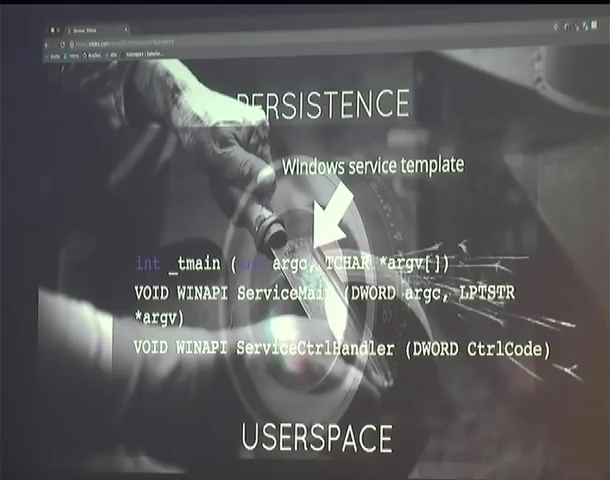 PERSISTENCE
Windows service template
int _tmain (int argc, TCHAR *argv[])
VOID WINAPI ServiceMain (DWORD argc, LPTSTR
*argv)
VOID WINAPI ServiceCtrlHandler (DWORD CtrlCode)
USERSPACE